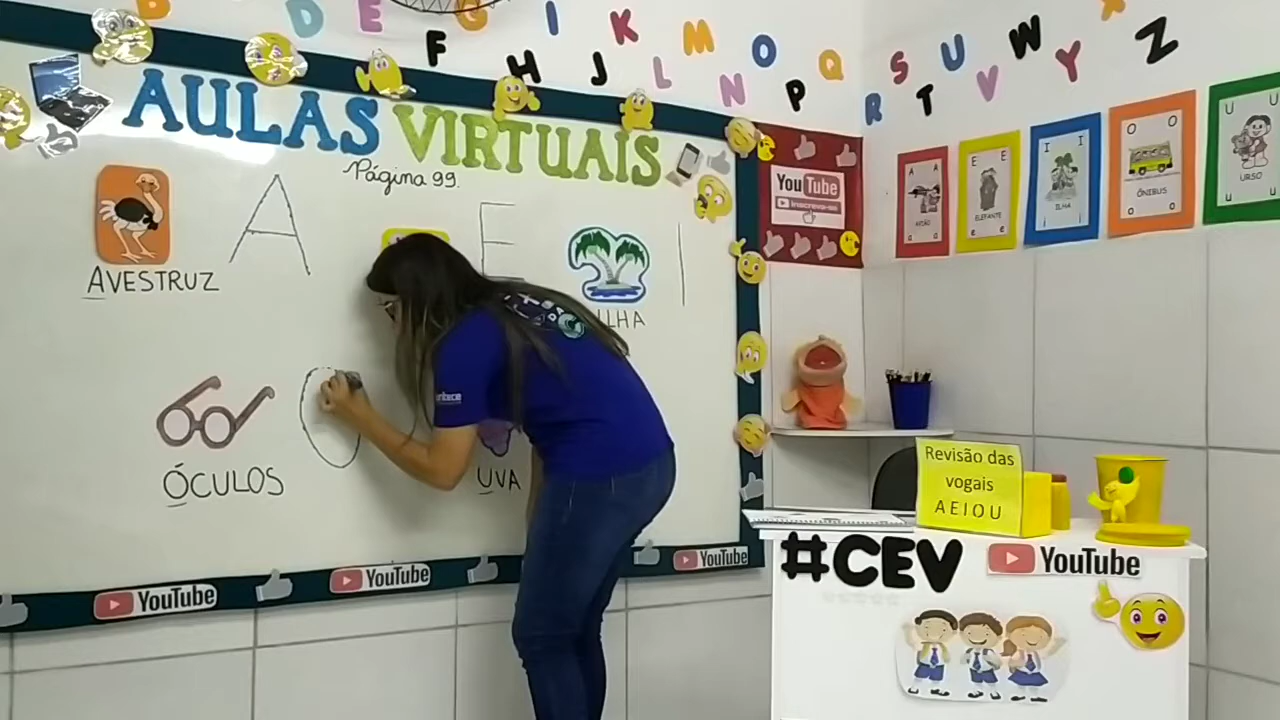 B D E G I K M O Q S U W Y X
F H J L N P R T V Z
AULAS VIRTUAIS
Página 99.
A
E
I
AVESTRUZ
ILHA
ÓCULOS
O
UVA
YouTube
Inscreva-se
A A
AVIÃO
a a
E E
ELEFANTE
e e
I I
ILHA
i i
O O
ÔNIBUS
o o
U U
URSO
u u
Revisão das
vogais
A E I O U
#CEV
YouTube
YouTube
YouTube
YouTube